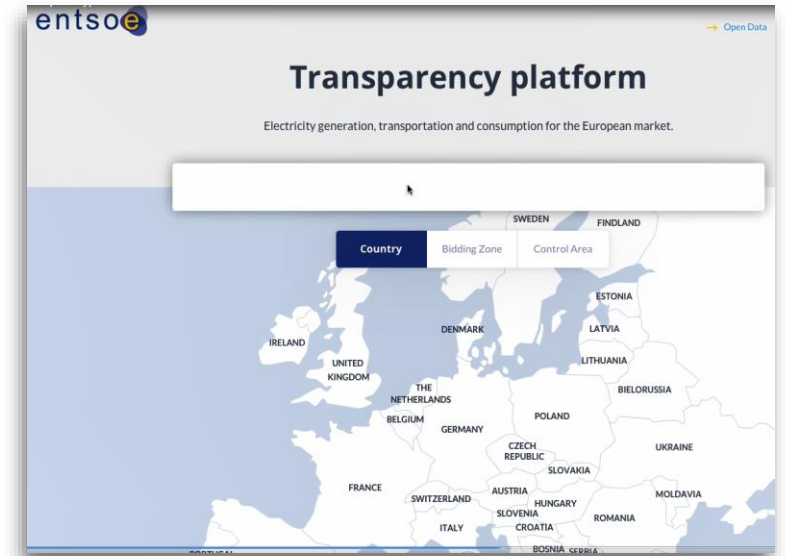 entsoe
→ Open Data
Transparency platform
Electricity generation, transportation and consumption for the European market.
SWEDEN
FINDLAND
Country
Bidding Zone
Control Area
ESTONIA
DENMARK
LATVIA
IRELAND
UNITED
KINGDOM
LITHUANIA
THE
NETHERLANDS
BIELORUSSIA
BELGIUM
GERMANY
POLAND
CZECH
REPUBLIC
UKRAINE
SLOVAKIA
FRANCE
SWITZERLAND
AUSTRIA
HUNGARY
MOLDAVIA
SLOVENIA
ROMANIA
ITALY
CROATIA
BOSNIA
SERBIA
PORTUGAL